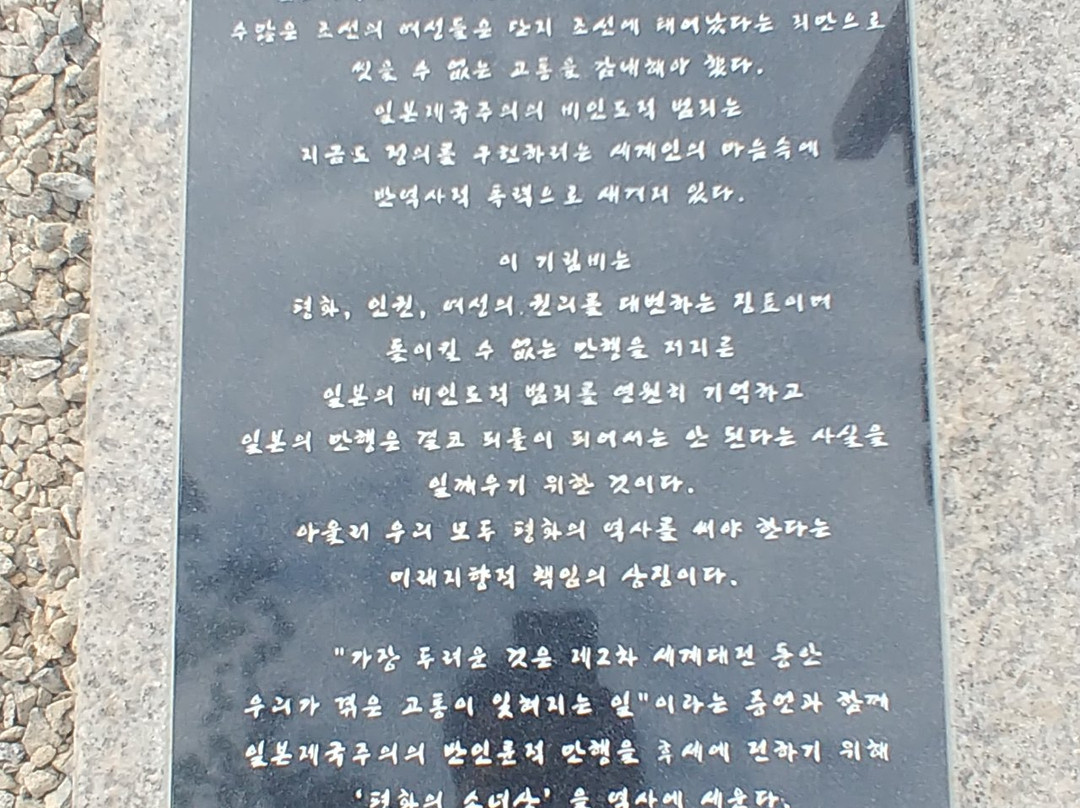 수많은 조선의 여성들은 단지 조선에 태어났다는 죄만으로
씻을 수 없는 고통을 감내해야 했다.
일본제국주의의 비인도적 범죄는
지금도 정의를 구현하려는 세계인의 마음속에
반역사적 폭력으로 새겨져 있다.
이 기림비는
평화, 인권, 여성의 권리를 대변하는 징표이며
돌이킬 수 없는 만행을 저지른
일본의 비인도적 범죄를 영원히 기억하고
일본의 만행은 결코 되풀이 되어서는 안 된다는 사실을
일깨우기 위한 것이다.
아울러 우리 모두 평화의 역사를 써야 한다는
미래지향적 책임의 상징이다.
"가장 두려운 것은 제2차 세계대전 동안
우리가 겪은 고통이 잊혀지는 일"이라는 증언과 함께
일본제국주의의 반인륜적 만행을 후세에 전하기 위해
'평화의 소녀상' 을 역사에 세운다.